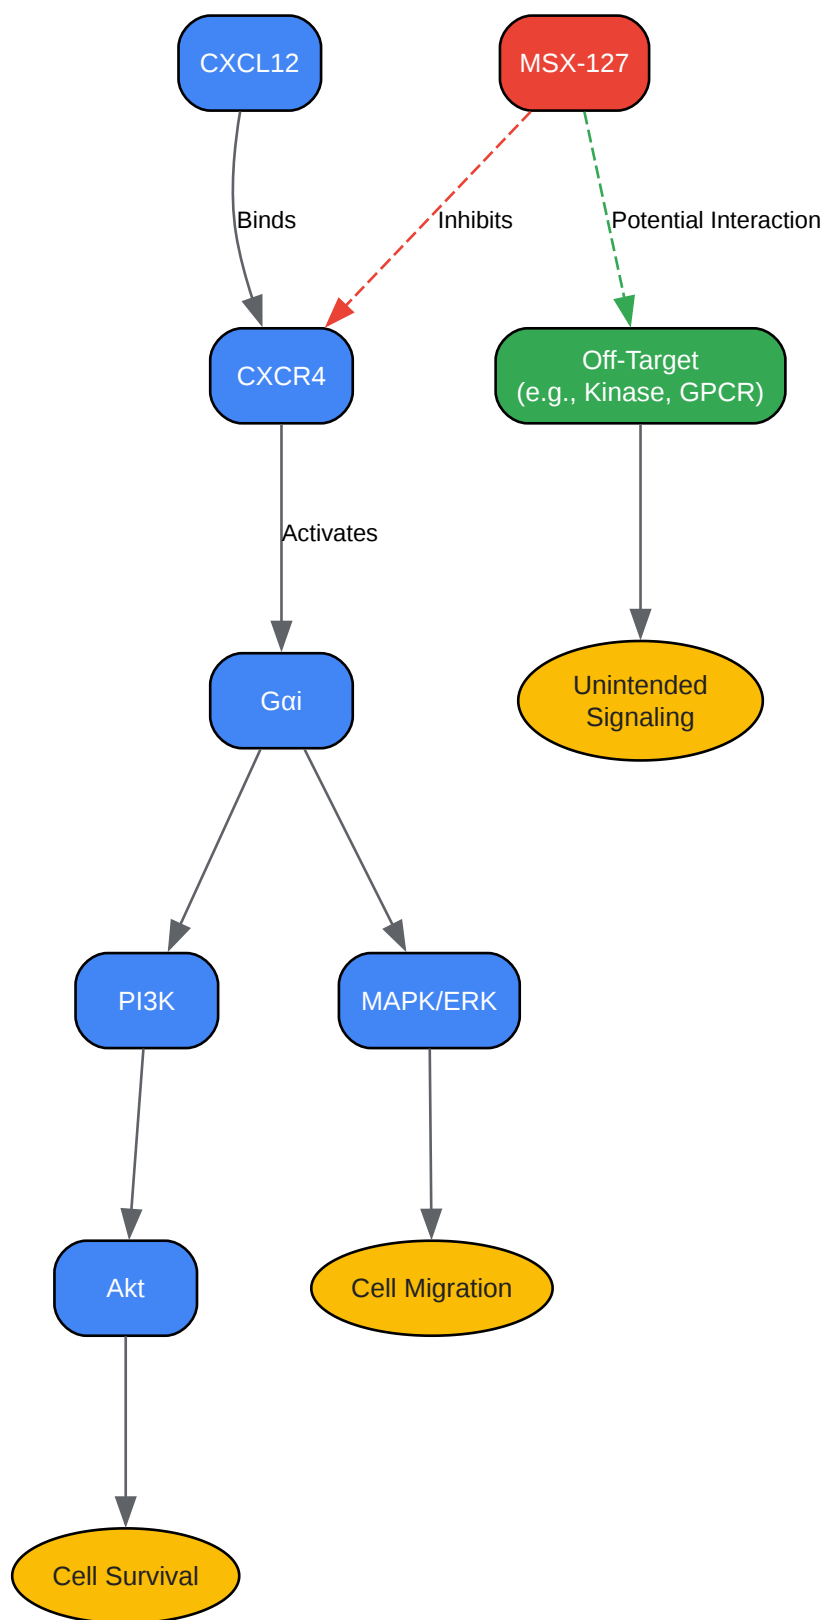 CXCL12
MSX-127
Binds
Inhibits
Potential Interaction
CXCR4
Off-Target
(e.g., Kinase, GPCR)
Activates
Gαi
Unintended
Signaling
PI3K
MAPK/ERK
Akt
Cell Migration
Cell Survival